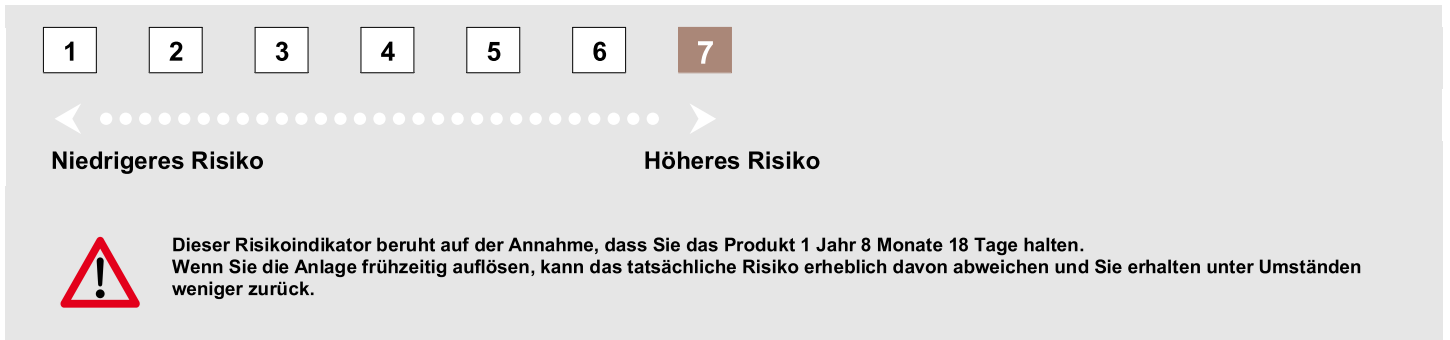 1 2 3 4 5 6 7
Niedrigeres Risiko Höheres Risiko
Dieser Risikoindikator beruht auf der Annahme, dass Sie das Produkt 1 Jahr 8 Monate 18 Tage halten.
Wenn Sie die Anlage frühzeitig auflösen, kann das tatsächliche Risiko erheblich davon abweichen und Sie erhalten unter Umständen
weniger zurück.